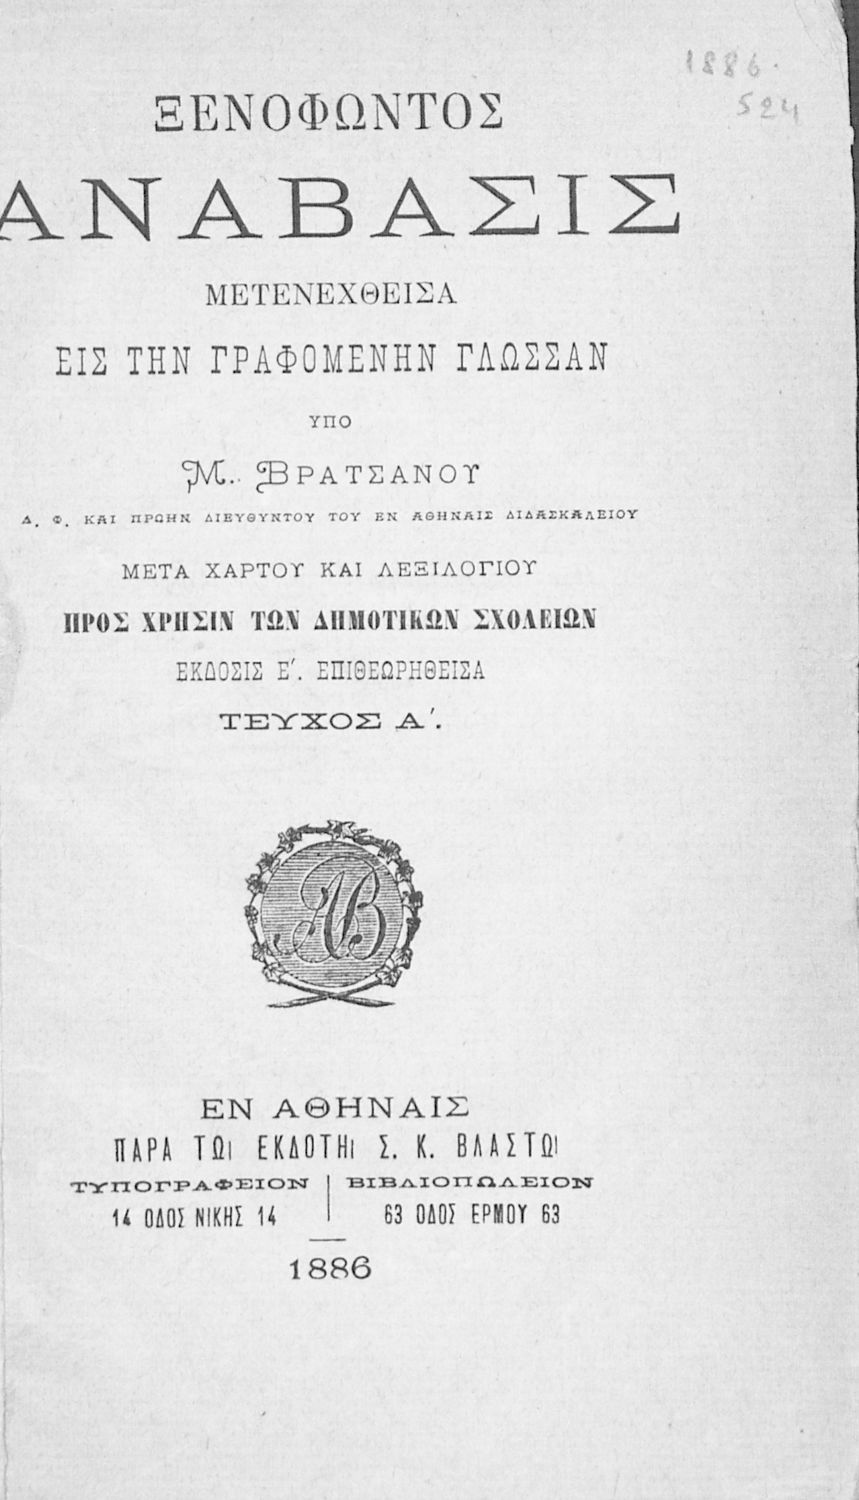 1886.
524
ΞΕΝΟΦΩΝΤΟΣ
ΑΝΑΒΑΣΙΣ
ΜΕΤΕΝΕΧΘΕΙΣΑ
ΕΙΣ ΤΗΝ ΓΡΑΦΟΜΕΝΗΝ ΓΛΩΣΣΑΝ
ΥΠΟ
Μ. ΒΡΑΤΣΑΝΟΥ
Δ. Φ. ΚΑΙ ΠΡΩΗΝ ΔΙΕΥΘΥΝΤΟΥ ΤΟΥ ΕΝ ΑΘΗΝΑΙΣ ΔΙΔΑΣΚΑΛΕΙΟΥ
ΜΕΤΑ ΧΑΡΤΟΥ ΚΑΙ ΛΕΞΙΛΟΓΙΟΥ
ΠΡΟΣ ΧΡΗΣΙΝ ΤΩΝ ΔΗΜΟΤΙΚΩΝ ΣΧΟΛΕΙΩΝ
ΕΚΔΟΣΙΣ Ε΄. ΕΠΙΘΕΩΡΗΘΕΙΣΑ
ΤΕΥΧΟΣ Α΄.
ΕΝ ΑΘΗΝΑΙΣ
ΠΑΡΑ ΤΩι ΕΚΔΟΤΗι Σ. Κ. ΒΛΑΣΤΩι
ΤΥΠΟΓΡΑΦΕΙΟΝ | ΒΙΒΛΙΟΠΩΛΕΙΟΝ
14 ΟΔΟΣ ΝΙΚΗΣ 14 | 63 ΟΔΟΣ ΕΡΜΟΥ 63
1886